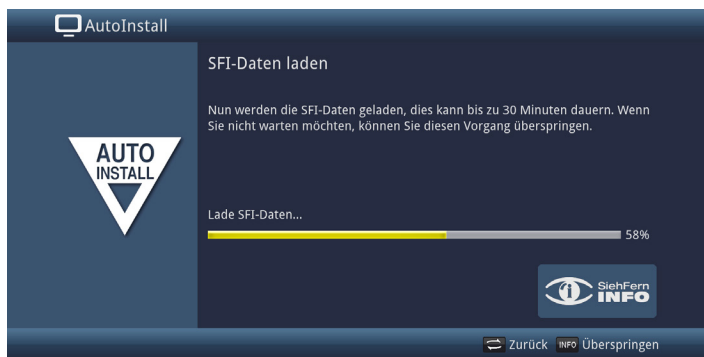 AutoInstall
SFI-Daten laden
Nun werden die SFI-Daten geladen, dies kann bis zu 30 Minuten dauern. Wenn
Sie nicht warten möchten, können Sie diesen Vorgang überspringen.
AUTO
INSTALL
Lade SFI-Daten...
58%
SiehFern
INFO
Zurück INFO Überspringen